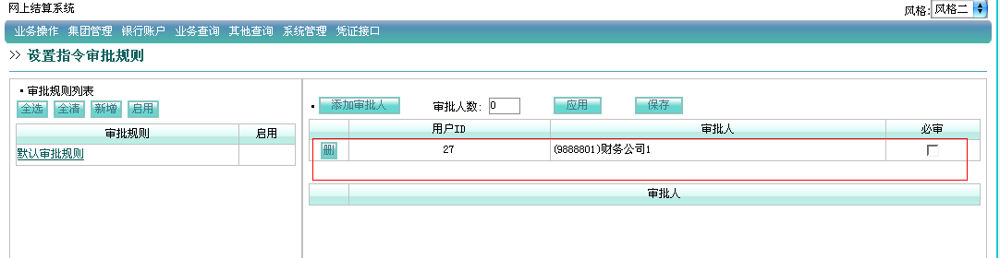 网上结算系统
风格: 风格二
业务操作 集团管理 银行账户 业务查询 其他查询 系统管理 凭证接口
>> 设置指令审批规则
▪审批规则列表
全选 全清 新增 启用
审批规则 启用
默认审批规则
▪ 添加审批人 审批人数: 0 应用 保存
用户ID 审批人 必审
删 27 (9888801)财务公司1
审批人